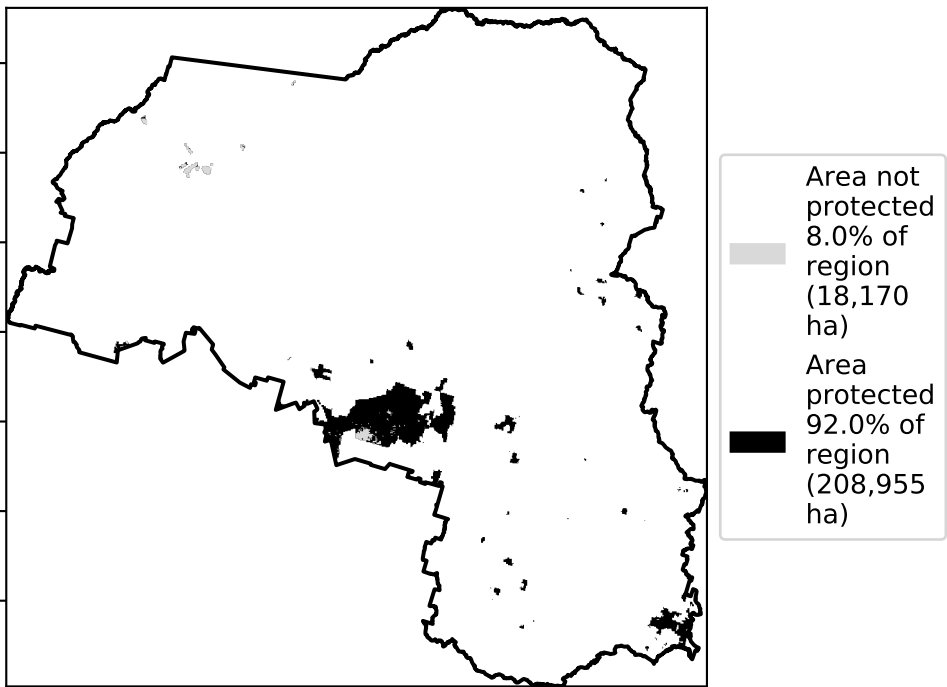 Area not
protected
8.0% of
region
(18,170
ha)
Area
protected
92.0% of
region
(208,955
ha)